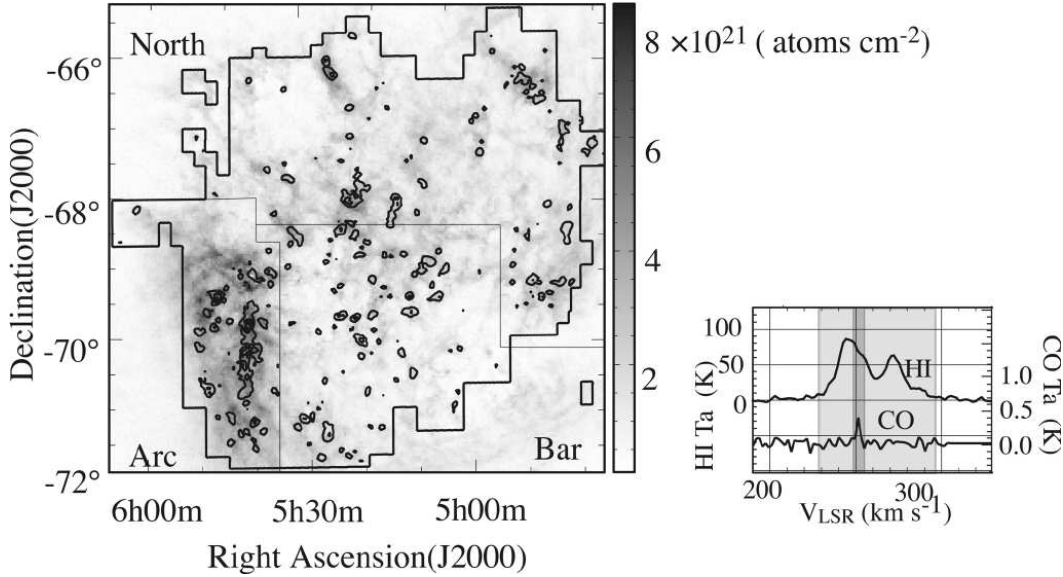 North
8 ×10²¹ ( atoms cm⁻²)
-66°
6
-68°
4
-70°
2
-72°
Arc
Bar
6h00m
5h30m
5h00m
Right Ascension(J2000)
Declination(J2000)
100
50
0
HI Ta (K)
HI
CO
1.0
0.5
0.0
CO Ta (K)
200
300
VLSR (km s⁻¹)